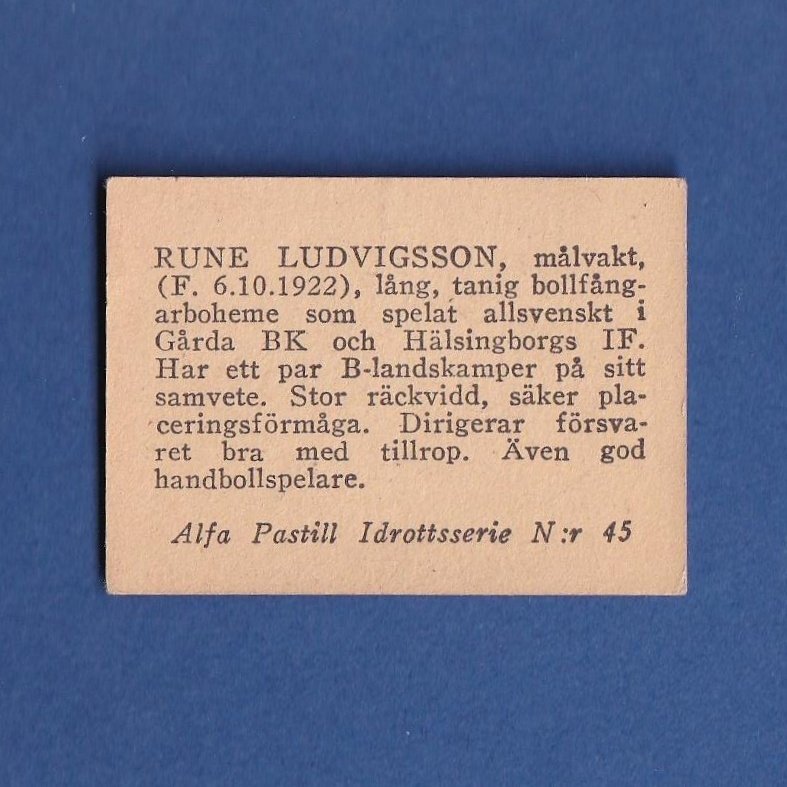 RUNE LUDVIGSSON, målvakt,
(F. 6.10.1922), lång, tanig bollfång-
arboheme som spelat allsvenskt i
Gårda BK och Hälsingborgs IF.
Har ett par B-landskamper på sitt
samvete. Stor räckvidd, säker pla-
ceringsförmåga. Dirigerar försva-
ret bra med tillrop. Även god
handbollspelare.
Alfa Pastill Idrottsserie N:r 45